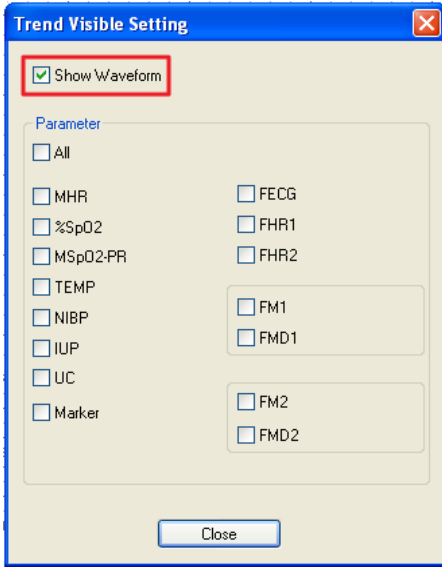 Trend Visible Setting
Show Waveform
Parameter
All
MHR
%SpO2
MSpO2-PR
TEMP
NIBP
IUP
UC
Marker
FECG
FHR1
FHR2
FM1
FMD1
FM2
FMD2
Close